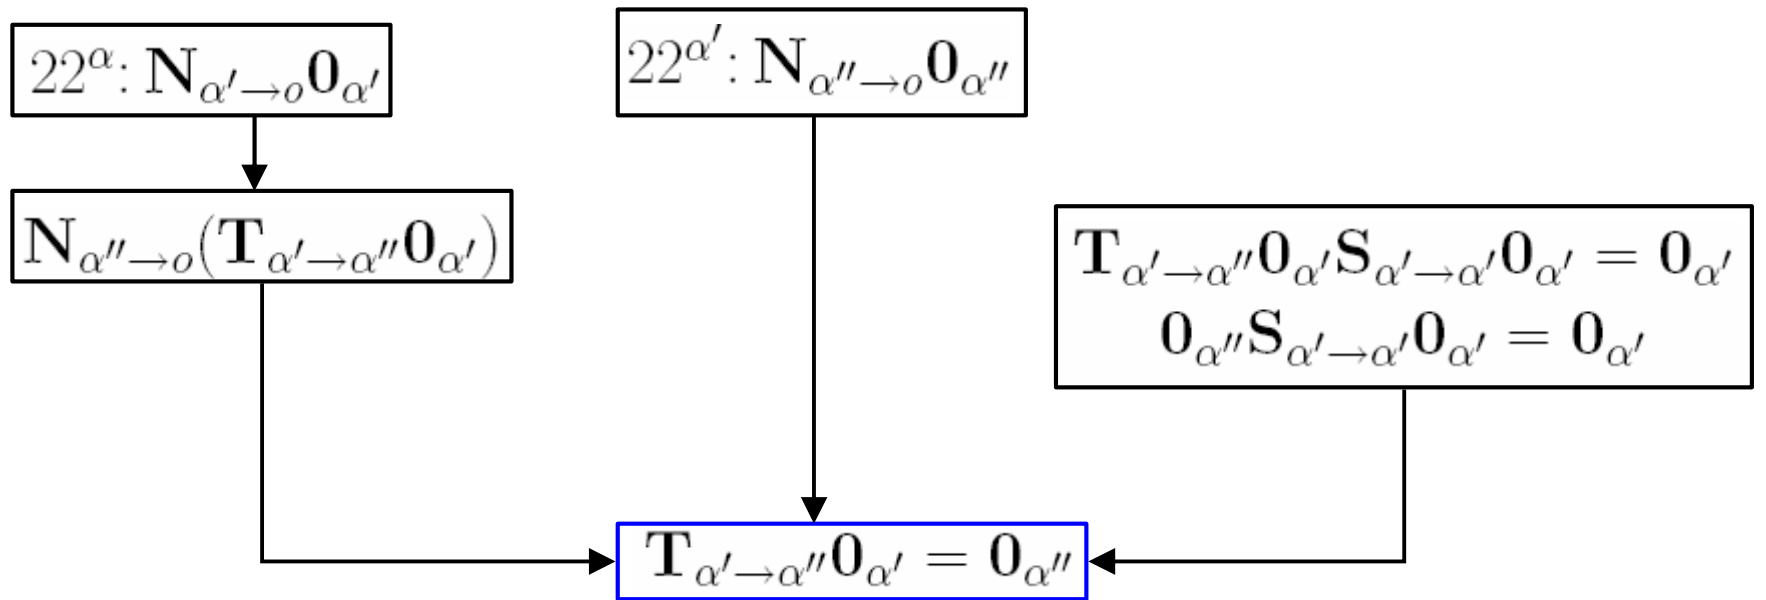 22^α: 𝐍_{α′→o}𝟎_{α′}
22^{α′}: 𝐍_{α″→o}𝟎_{α″}
𝐍_{α″→o}(𝐓_{α′→α″}𝟎_{α′})
𝐓_{α′→α″}𝟎_{α′}𝐒_{α′→α′}𝟎_{α′} = 𝟎_{α′}
𝟎_{α″}𝐒_{α′→α′}𝟎_{α′} = 𝟎_{α′}
𝐓_{α′→α″}𝟎_{α′} = 𝟎_{α″}